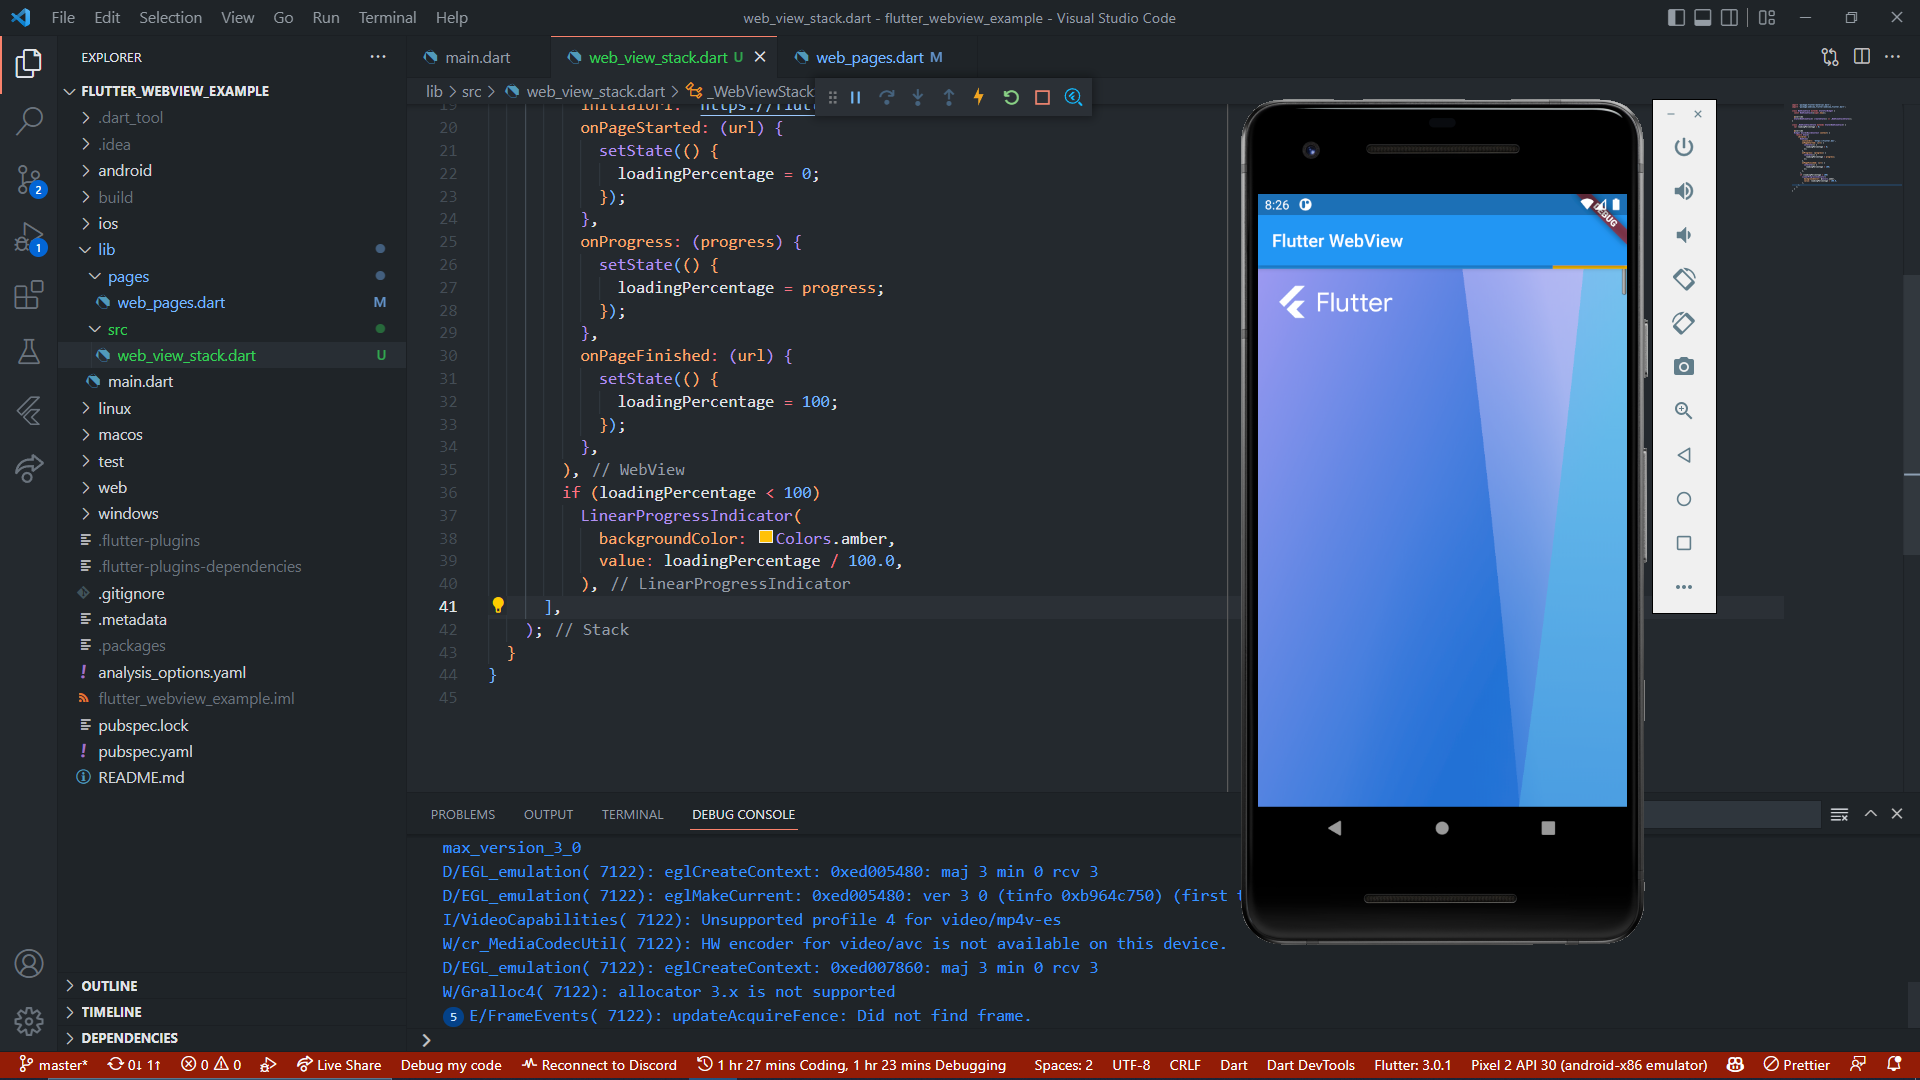 File Edit Selection View Go Run Terminal Help
web_view_stack.dart - flutter_webview_example - Visual Studio Code
EXPLORER
FLUTTER_WEBVIEW_EXAMPLE
.dart_tool
.idea
android
build
ios
lib
pages
web_pages.dart M
src
web_view_stack.dart U
main.dart
linux
macos
test
web
windows
.flutter-plugins
.flutter-plugins-dependencies
.gitignore
.metadata
.packages
analysis_options.yaml
flutter_webview_example.iml
pubspec.lock
pubspec.yaml
README.md
OUTLINE
TIMELINE
DEPENDENCIES
2
1
main.dart
web_view_stack.dart U
web_pages.dart M
lib > src > web_view_stack.dart > _WebViewStack
19 initialUrl: 'https://flut
20 onPageStarted: (url) {
21 setState(() {
22 loadingPercentage = 0;
23 });
24 },
25 onProgress: (progress) {
26 setState(() {
27 loadingPercentage = progress;
28 });
29 },
30 onPageFinished: (url) {
31 setState(() {
32 loadingPercentage = 100;
33 });
34 },
35 ), // WebView
36 if (loadingPercentage < 100)
37 LinearProgressIndicator(
38 backgroundColor: Colors.amber,
39 value: loadingPercentage / 100.0,
40 ), // LinearProgressIndicator
41 ],
42 ); // Stack
43 }
44 }
45
8:26
DEBUG
Flutter WebView
Flutter
PROBLEMS OUTPUT TERMINAL DEBUG CONSOLE
max_version_3_0
D/EGL_emulation( 7122): eglCreateContext: 0xed005480: maj 3 min 0 rcv 3
D/EGL_emulation( 7122): eglMakeCurrent: 0xed005480: ver 3 0 (tinfo 0xb964c750) (first t
I/VideoCapabilities( 7122): Unsupported profile 4 for video/mp4v-es
W/cr_MediaCodecUtil( 7122): HW encoder for video/avc is not available on this device.
D/EGL_emulation( 7122): eglCreateContext: 0xed007860: maj 3 min 0 rcv 3
W/Gralloc4( 7122): allocator 3.x is not supported
5 E/FrameEvents( 7122): updateAcquireFence: Did not find frame.
master* 0↓ 1↑ 0 0 Live Share Debug my code Reconnect to Discord 1 hr 27 mins Coding, 1 hr 23 mins Debugging Spaces: 2 UTF-8 CRLF Dart Dart DevTools Flutter: 3.0.1 Pixel 2 API 30 (android-x86 emulator) Prettier